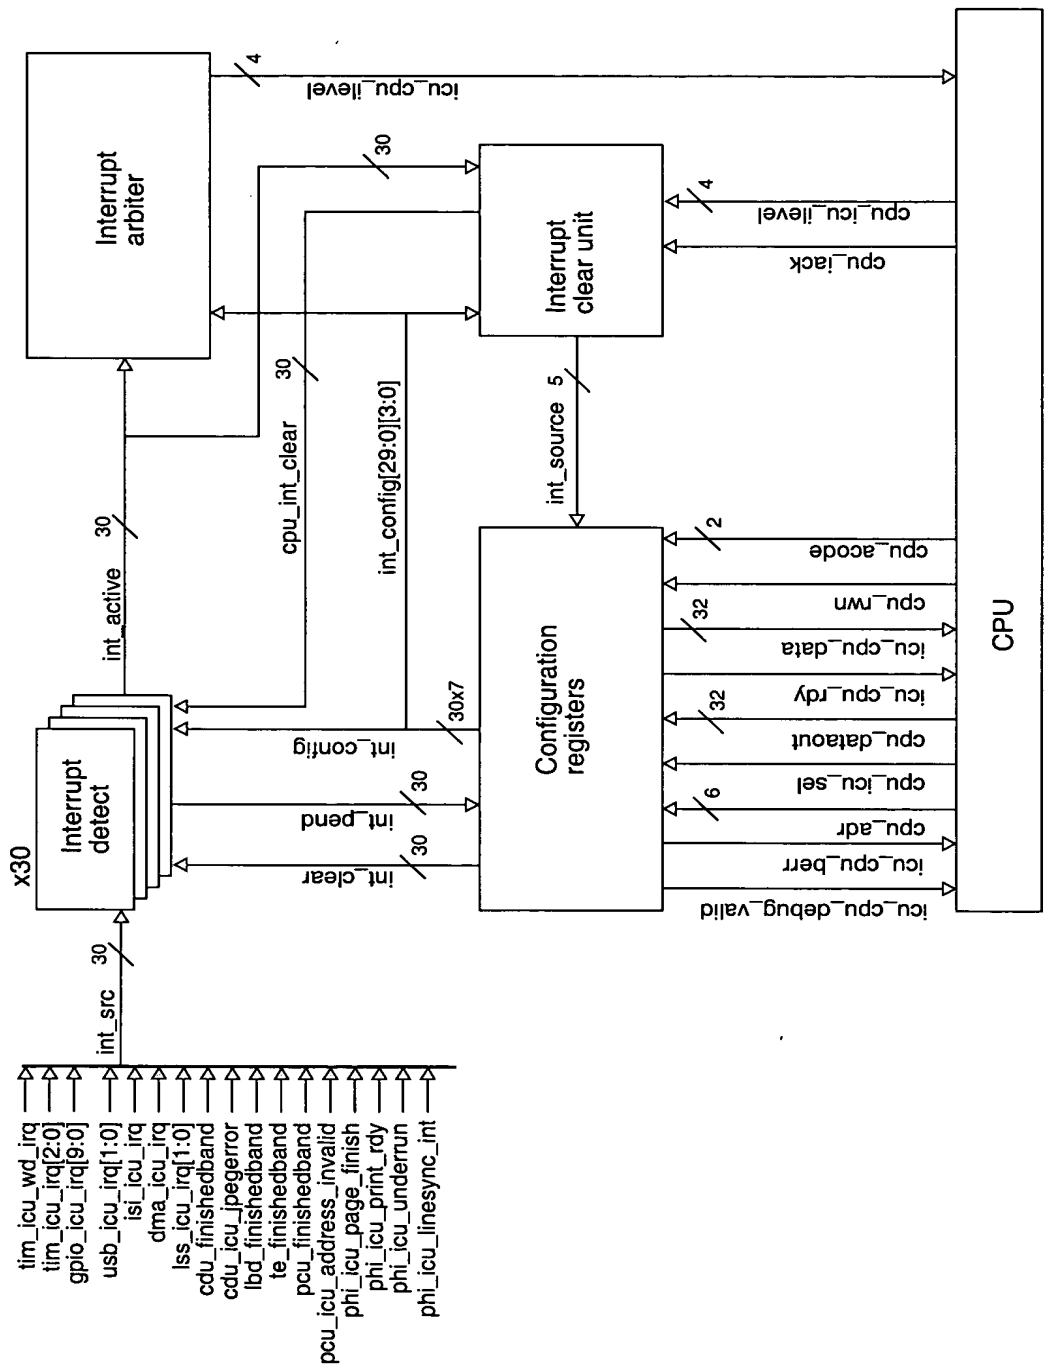 tim_icu_wd_irq
tim_icu_irq[2:0]
gpio_icu_irq[9:0]
usb_icu_irq[1:0]
isi_icu_irq
dma_icu_irq
lss_icu_irq[1:0]
cdu_finishedband
cdu_icu_jpegerror
lbd_finishedband
te_finishedband
pcu_finishedband
pcu_icu_address_invalid
phi_icu_page_finish
phi_icu_print_rdy
phi_icu_underrun
phi_icu_linesync_int
int_src
30
x30
Interrupt
detect
int_active
30
Interrupt
arbiter
4
icu_cpu_ilevel
30
cpu_int_clear
30
int_config[29:0][3:0]
int_clear
30
int_pend
30
int_config
30x7
Configuration
registers
int_source
5
Interrupt
clear unit
cpu_iack
cpu_icu_ilevel
4
icu_cpu_debug_valid
icu_cpu_berr
cpu_adr
6
cpu_icu_sel
cpu_dataout
32
icu_cpu_rdy
icu_cpu_data
32
cpu_rwn
cpu_acode
2
CPU